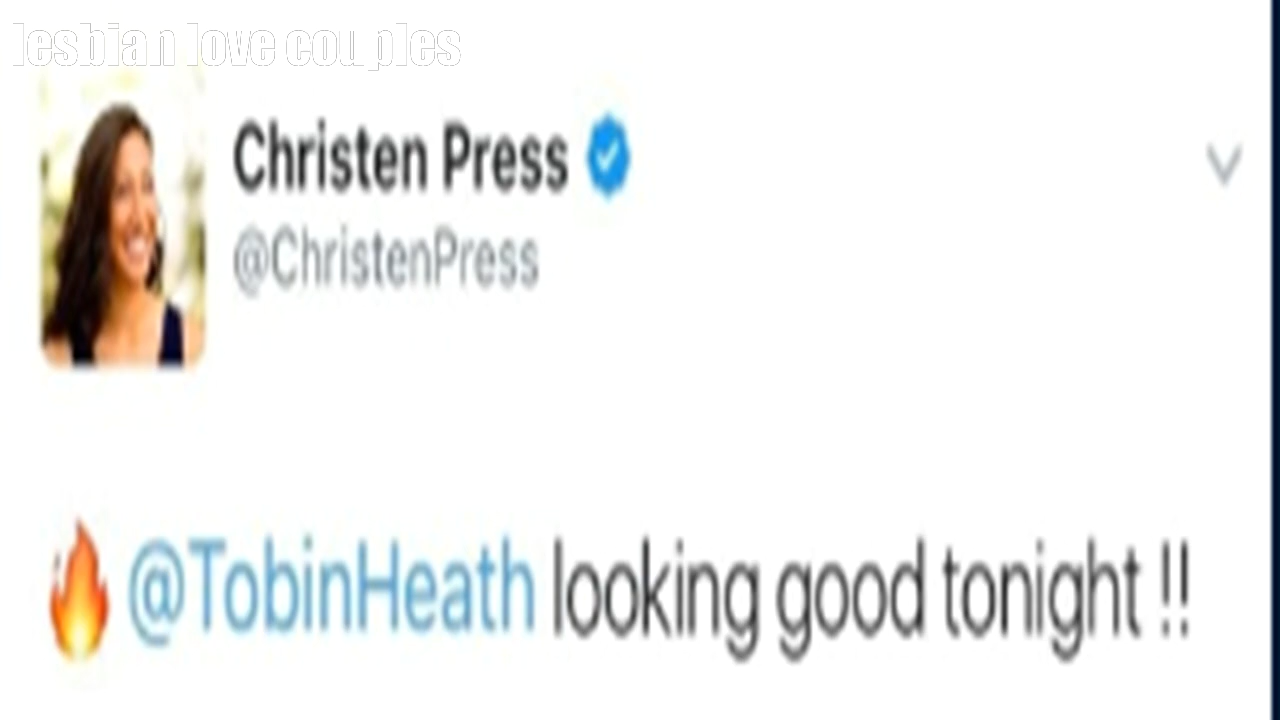 lesbian love couples
Christen Press
@ChristenPress
🔥 @TobinHeath looking good tonight !!